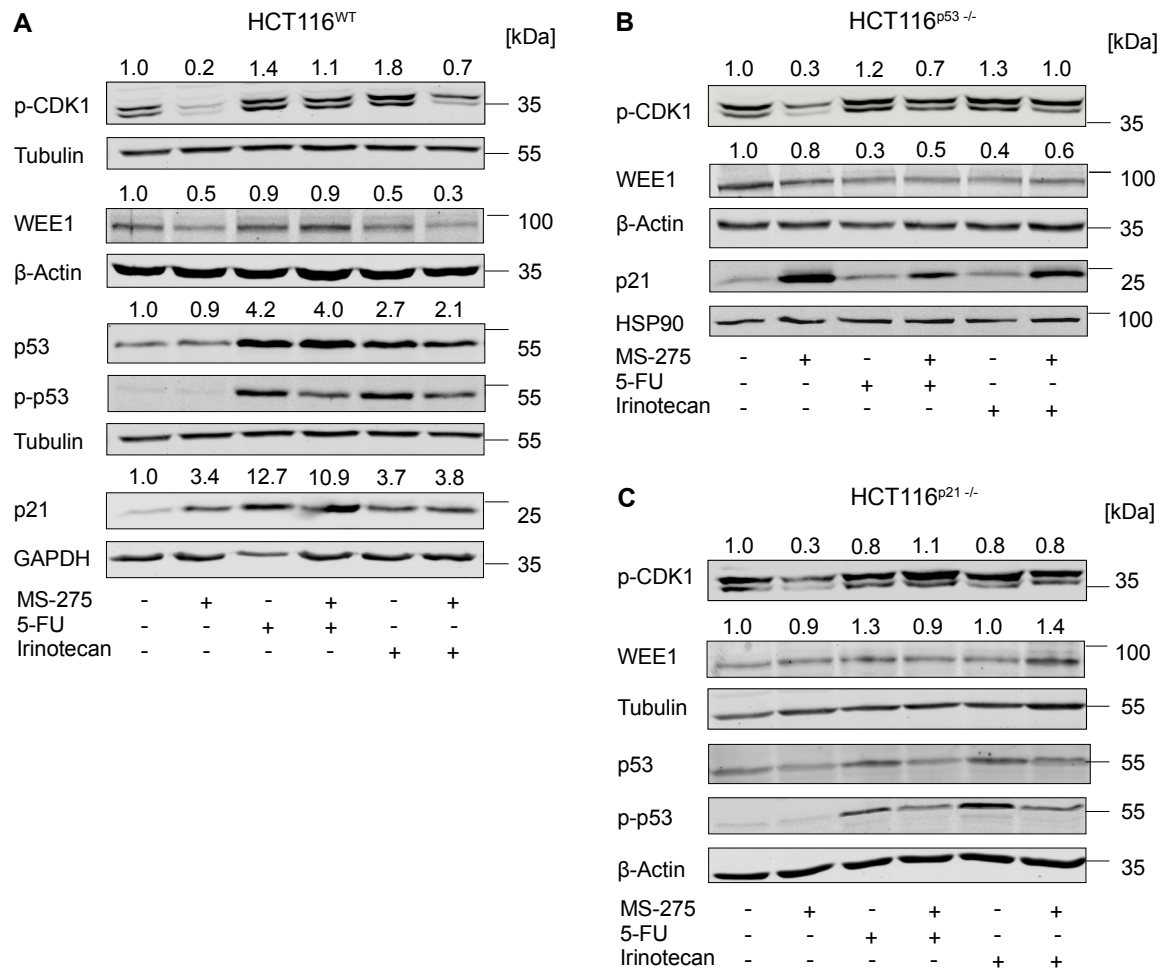 A HCT116WT [kDa]
1.0 0.2 1.4 1.1 1.8 0.7
p-CDK1 35
Tubulin 55
1.0 0.5 0.9 0.9 0.5 0.3
WEE1 100
β-Actin 35
1.0 0.9 4.2 4.0 2.7 2.1
p53 55
p-p53 55
Tubulin 55
1.0 3.4 12.7 10.9 3.7 3.8
p21 25
GAPDH 35
MS-275 - + - + - +
5-FU - - + + - -
Irinotecan - - - - + +
B HCT116p53 -/- [kDa]
1.0 0.3 1.2 0.7 1.3 1.0
p-CDK1 35
1.0 0.8 0.3 0.5 0.4 0.6
WEE1 100
β-Actin 35
p21 25
HSP90 100
MS-275 - + - + - +
5-FU - - + + - -
Irinotecan - - - - + +
C HCT116p21 -/- [kDa]
1.0 0.3 0.8 1.1 0.8 0.8
p-CDK1 35
1.0 0.9 1.3 0.9 1.0 1.4
WEE1 100
Tubulin 55
p53 55
p-p53 55
β-Actin 35
MS-275 - + - + - +
5-FU - - + + - -
Irinotecan - - - - + +